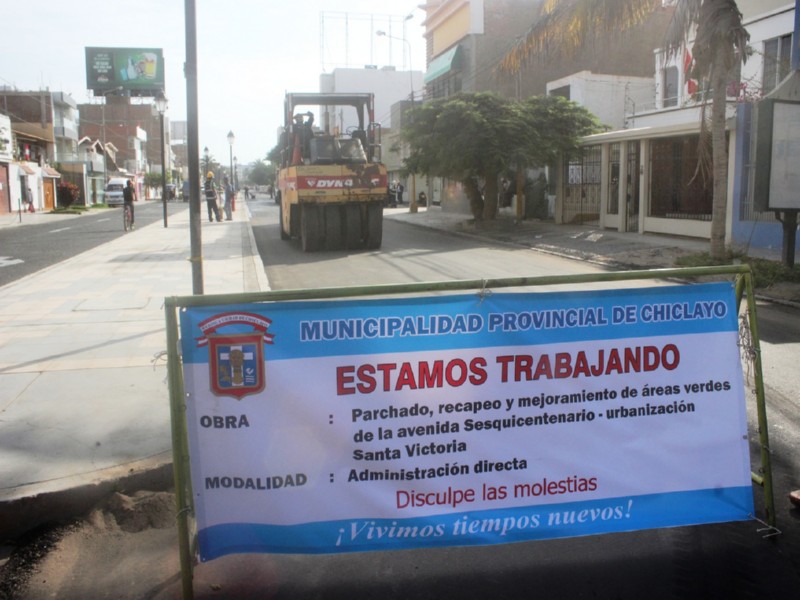 MUNICIPALIDAD PROVINCIAL DE CHICLAYO
ESTAMOS TRABAJANDO
OBRA : Parchado, recapeo y mejoramiento de áreas verdes
de la avenida Sesquicentenario - urbanización
Santa Victoria
MODALIDAD : Administración directa
Disculpe las molestias
¡Vivimos tiempos nuevos!